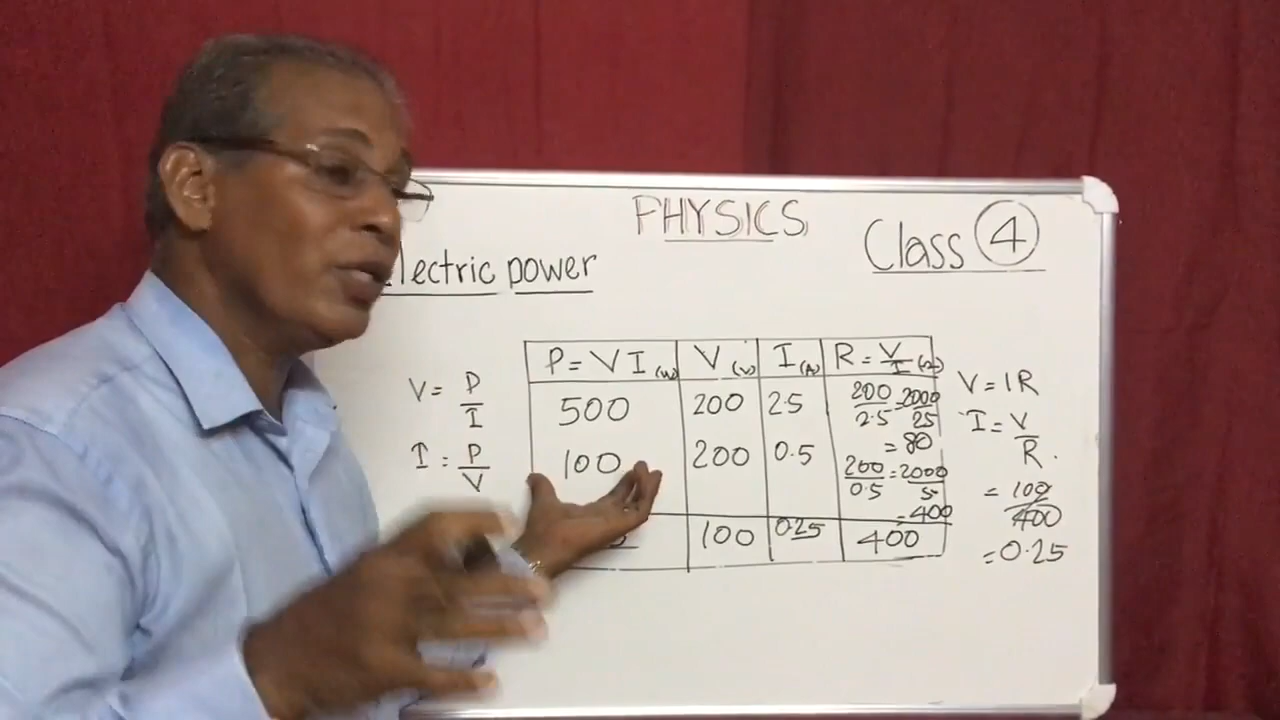 PHYSICS
Class 4
lectric power
P = V I (w) V (v) I (A) R = V/I (Ω)
V = P/I
500 200 2.5 200/2.5 = 2000/25
= 80
I = P/V
100 200 0.5 200/0.5 = 2000/5
= 400
100 0.25 400
V = IR
I = V/R.
= 100/400
= 0.25